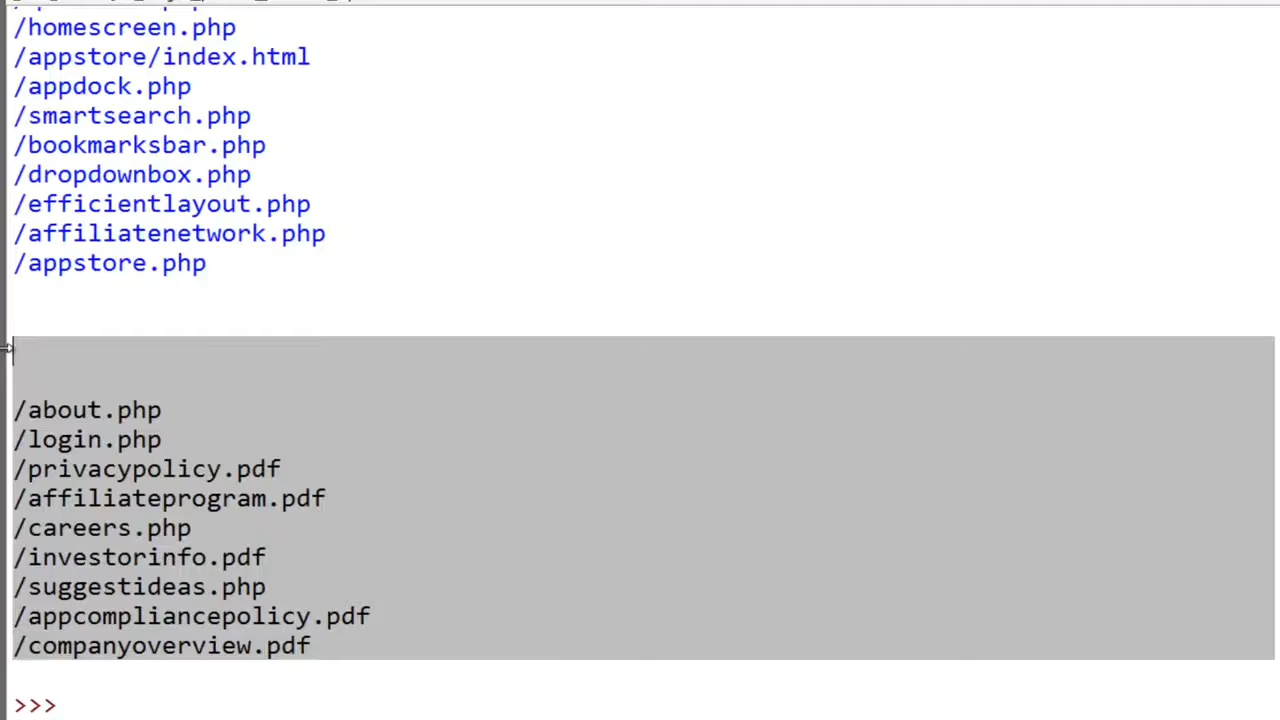 /homescreen.php
/appstore/index.html
/appdock.php
/smartsearch.php
/bookmarksbar.php
/dropdownbox.php
/efficientlayout.php
/affiliatenetwork.php
/appstore.php
/about.php
/login.php
/privacypolicy.pdf
/affiliateprogram.pdf
/careers.php
/investorinfo.pdf
/suggestideas.php
/appcompliancepolicy.pdf
/companyoverview.pdf
>>>